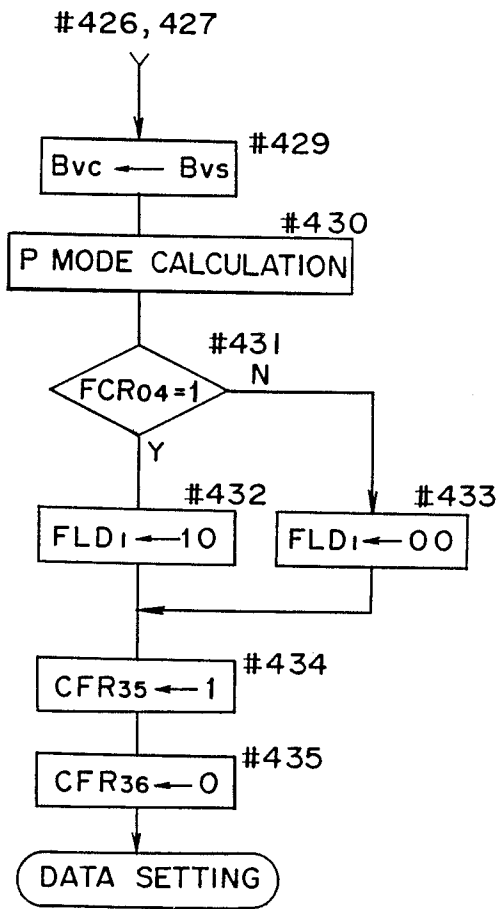 #426, 427
Y
#429
Bvc ← Bvs
#430
P MODE CALCULATION
#431
FCR04=1
N
Y
#432
FLD1←10
#433
FLD1←00
#434
CFR35←1
#435
CFR36←0
DATA SETTING